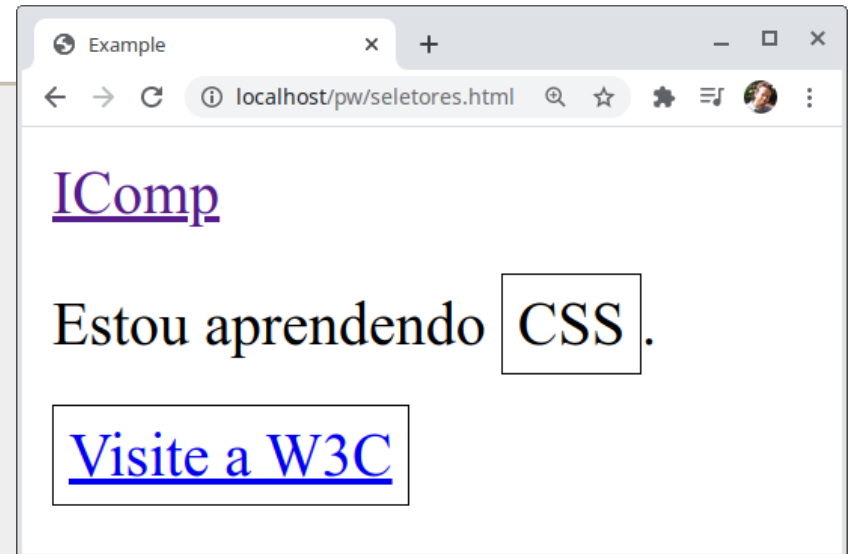 Example
localhost/pw/seletores.html
IComp
Estou aprendendo CSS.
Visite a W3C